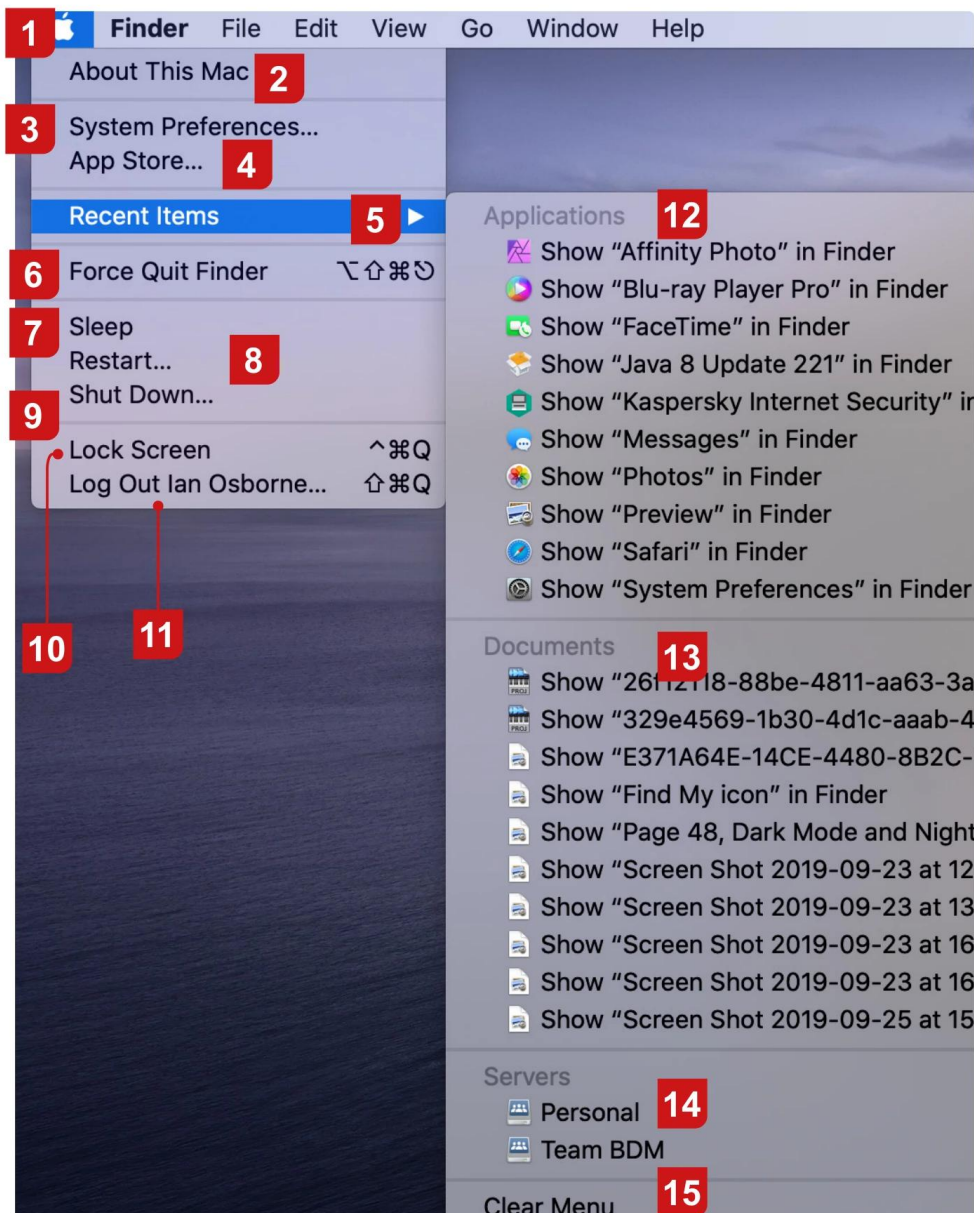 1 Finder File Edit View Go Window Help
About This Mac 2
3 System Preferences...
App Store... 4
Recent Items 5
6 Force Quit Finder ⌥⇧⌘⎋
7 Sleep
Restart... 8
Shut Down...
9
Lock Screen ^⌘Q
Log Out Ian Osborne... ⇧⌘Q
10
11
Applications 12
Show “Affinity Photo” in Finder
Show “Blu-ray Player Pro” in Finder
Show “FaceTime” in Finder
Show “Java 8 Update 221” in Finder
Show “Kaspersky Internet Security” in
Show “Messages” in Finder
Show “Photos” in Finder
Show “Preview” in Finder
Show “Safari” in Finder
Show “System Preferences” in Finder
Documents 13
PROJ Show “26f12118-88be-4811-aa63-3a
PROJ Show “329e4569-1b30-4d1c-aaab-4
Show “E371A64E-14CE-4480-8B2C-
Show “Find My icon” in Finder
Show “Page 48, Dark Mode and Night
Show “Screen Shot 2019-09-23 at 12
Show “Screen Shot 2019-09-23 at 13
Show “Screen Shot 2019-09-23 at 16
Show “Screen Shot 2019-09-23 at 16
Show “Screen Shot 2019-09-25 at 15
Servers
Personal 14
Team BDM
Clear Menu 15